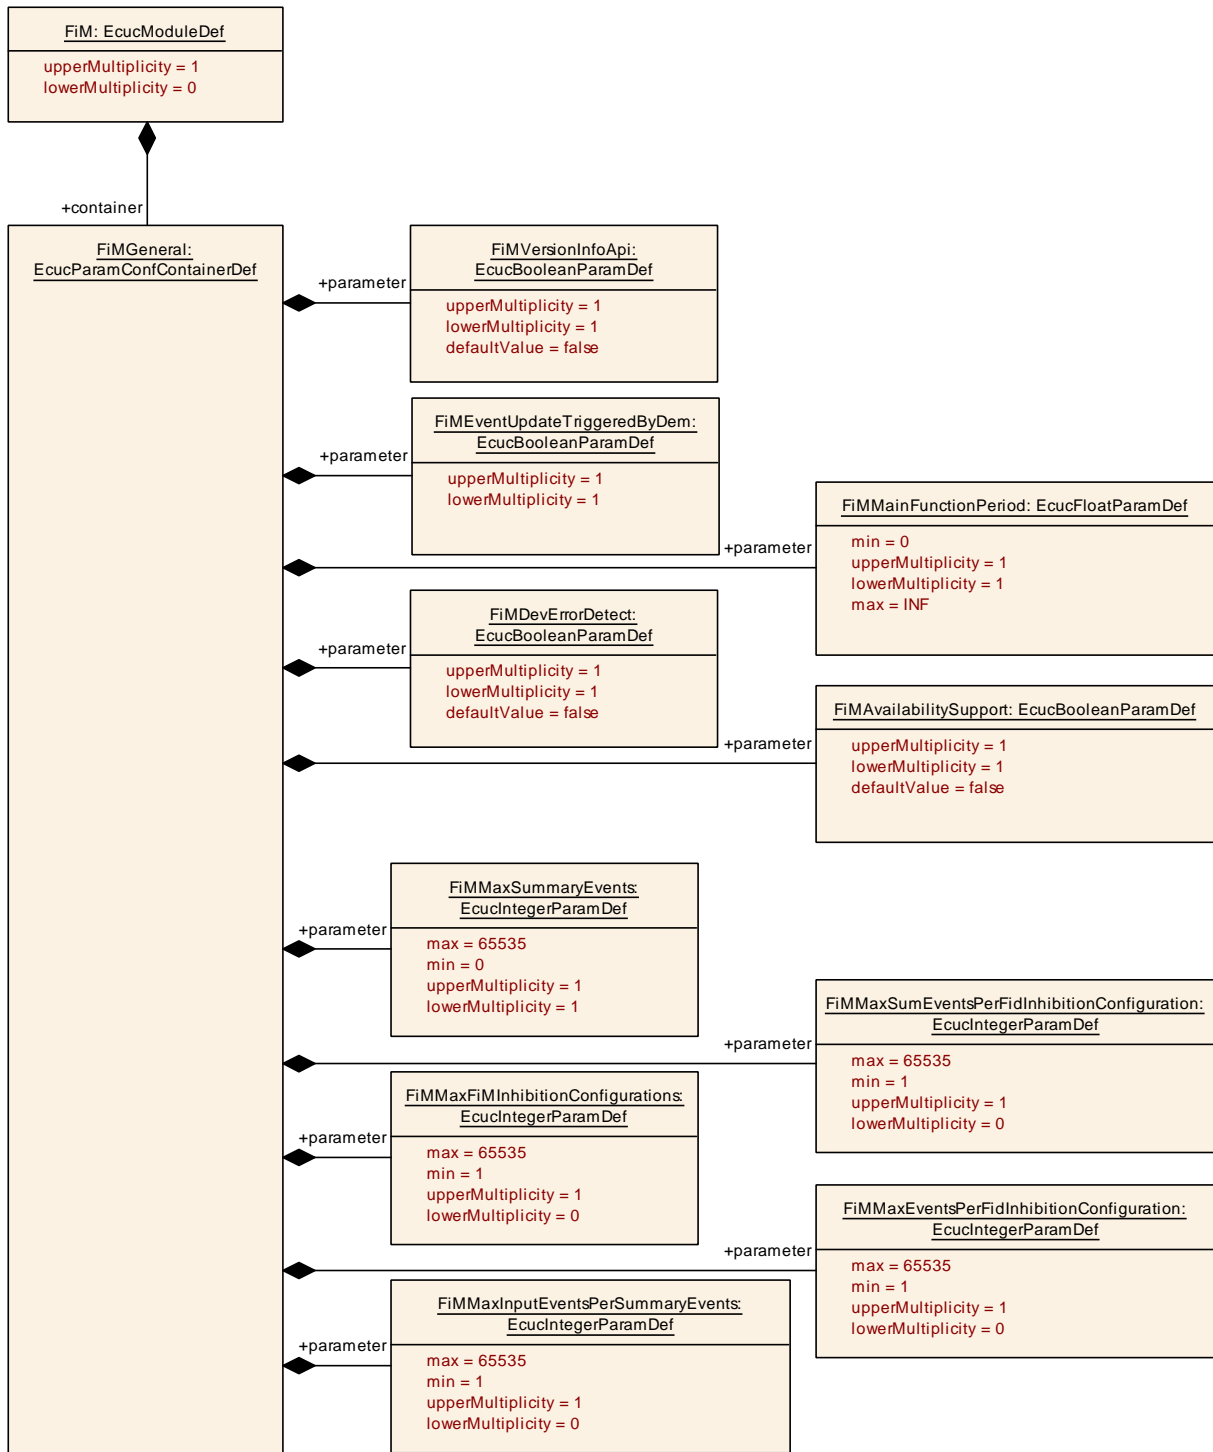 FiM: EcucModuleDef
upperMultiplicity = 1
lowerMultiplicity = 0
+container
FiMGeneral:
EcucParamConfContainerDef
+parameter
FiMVersionInfoApi:
EcucBooleanParamDef
upperMultiplicity = 1
lowerMultiplicity = 1
defaultValue = false
+parameter
FiMEventUpdateTriggeredByDem:
EcucBooleanParamDef
upperMultiplicity = 1
lowerMultiplicity = 1
+parameter
FiMMainFunctionPeriod: EcucFloatParamDef
min = 0
upperMultiplicity = 1
lowerMultiplicity = 1
max = INF
+parameter
FiMDevErrorDetect:
EcucBooleanParamDef
upperMultiplicity = 1
lowerMultiplicity = 1
defaultValue = false
+parameter
FiMAvailabilitySupport: EcucBooleanParamDef
upperMultiplicity = 1
lowerMultiplicity = 1
defaultValue = false
+parameter
FiMMaxSummaryEvents:
EcucIntegerParamDef
max = 65535
min = 0
upperMultiplicity = 1
lowerMultiplicity = 1
+parameter
FiMMaxSumEventsPerFidInhibitionConfiguration:
EcucIntegerParamDef
max = 65535
min = 1
upperMultiplicity = 1
lowerMultiplicity = 0
+parameter
FiMMaxFiMInhibitionConfigurations:
EcucIntegerParamDef
max = 65535
min = 1
upperMultiplicity = 1
lowerMultiplicity = 0
+parameter
FiMMaxEventsPerFidInhibitionConfiguration:
EcucIntegerParamDef
max = 65535
min = 1
upperMultiplicity = 1
lowerMultiplicity = 0
+parameter
FiMMaxInputEventsPerSummaryEvents:
EcucIntegerParamDef
max = 65535
min = 1
upperMultiplicity = 1
lowerMultiplicity = 0